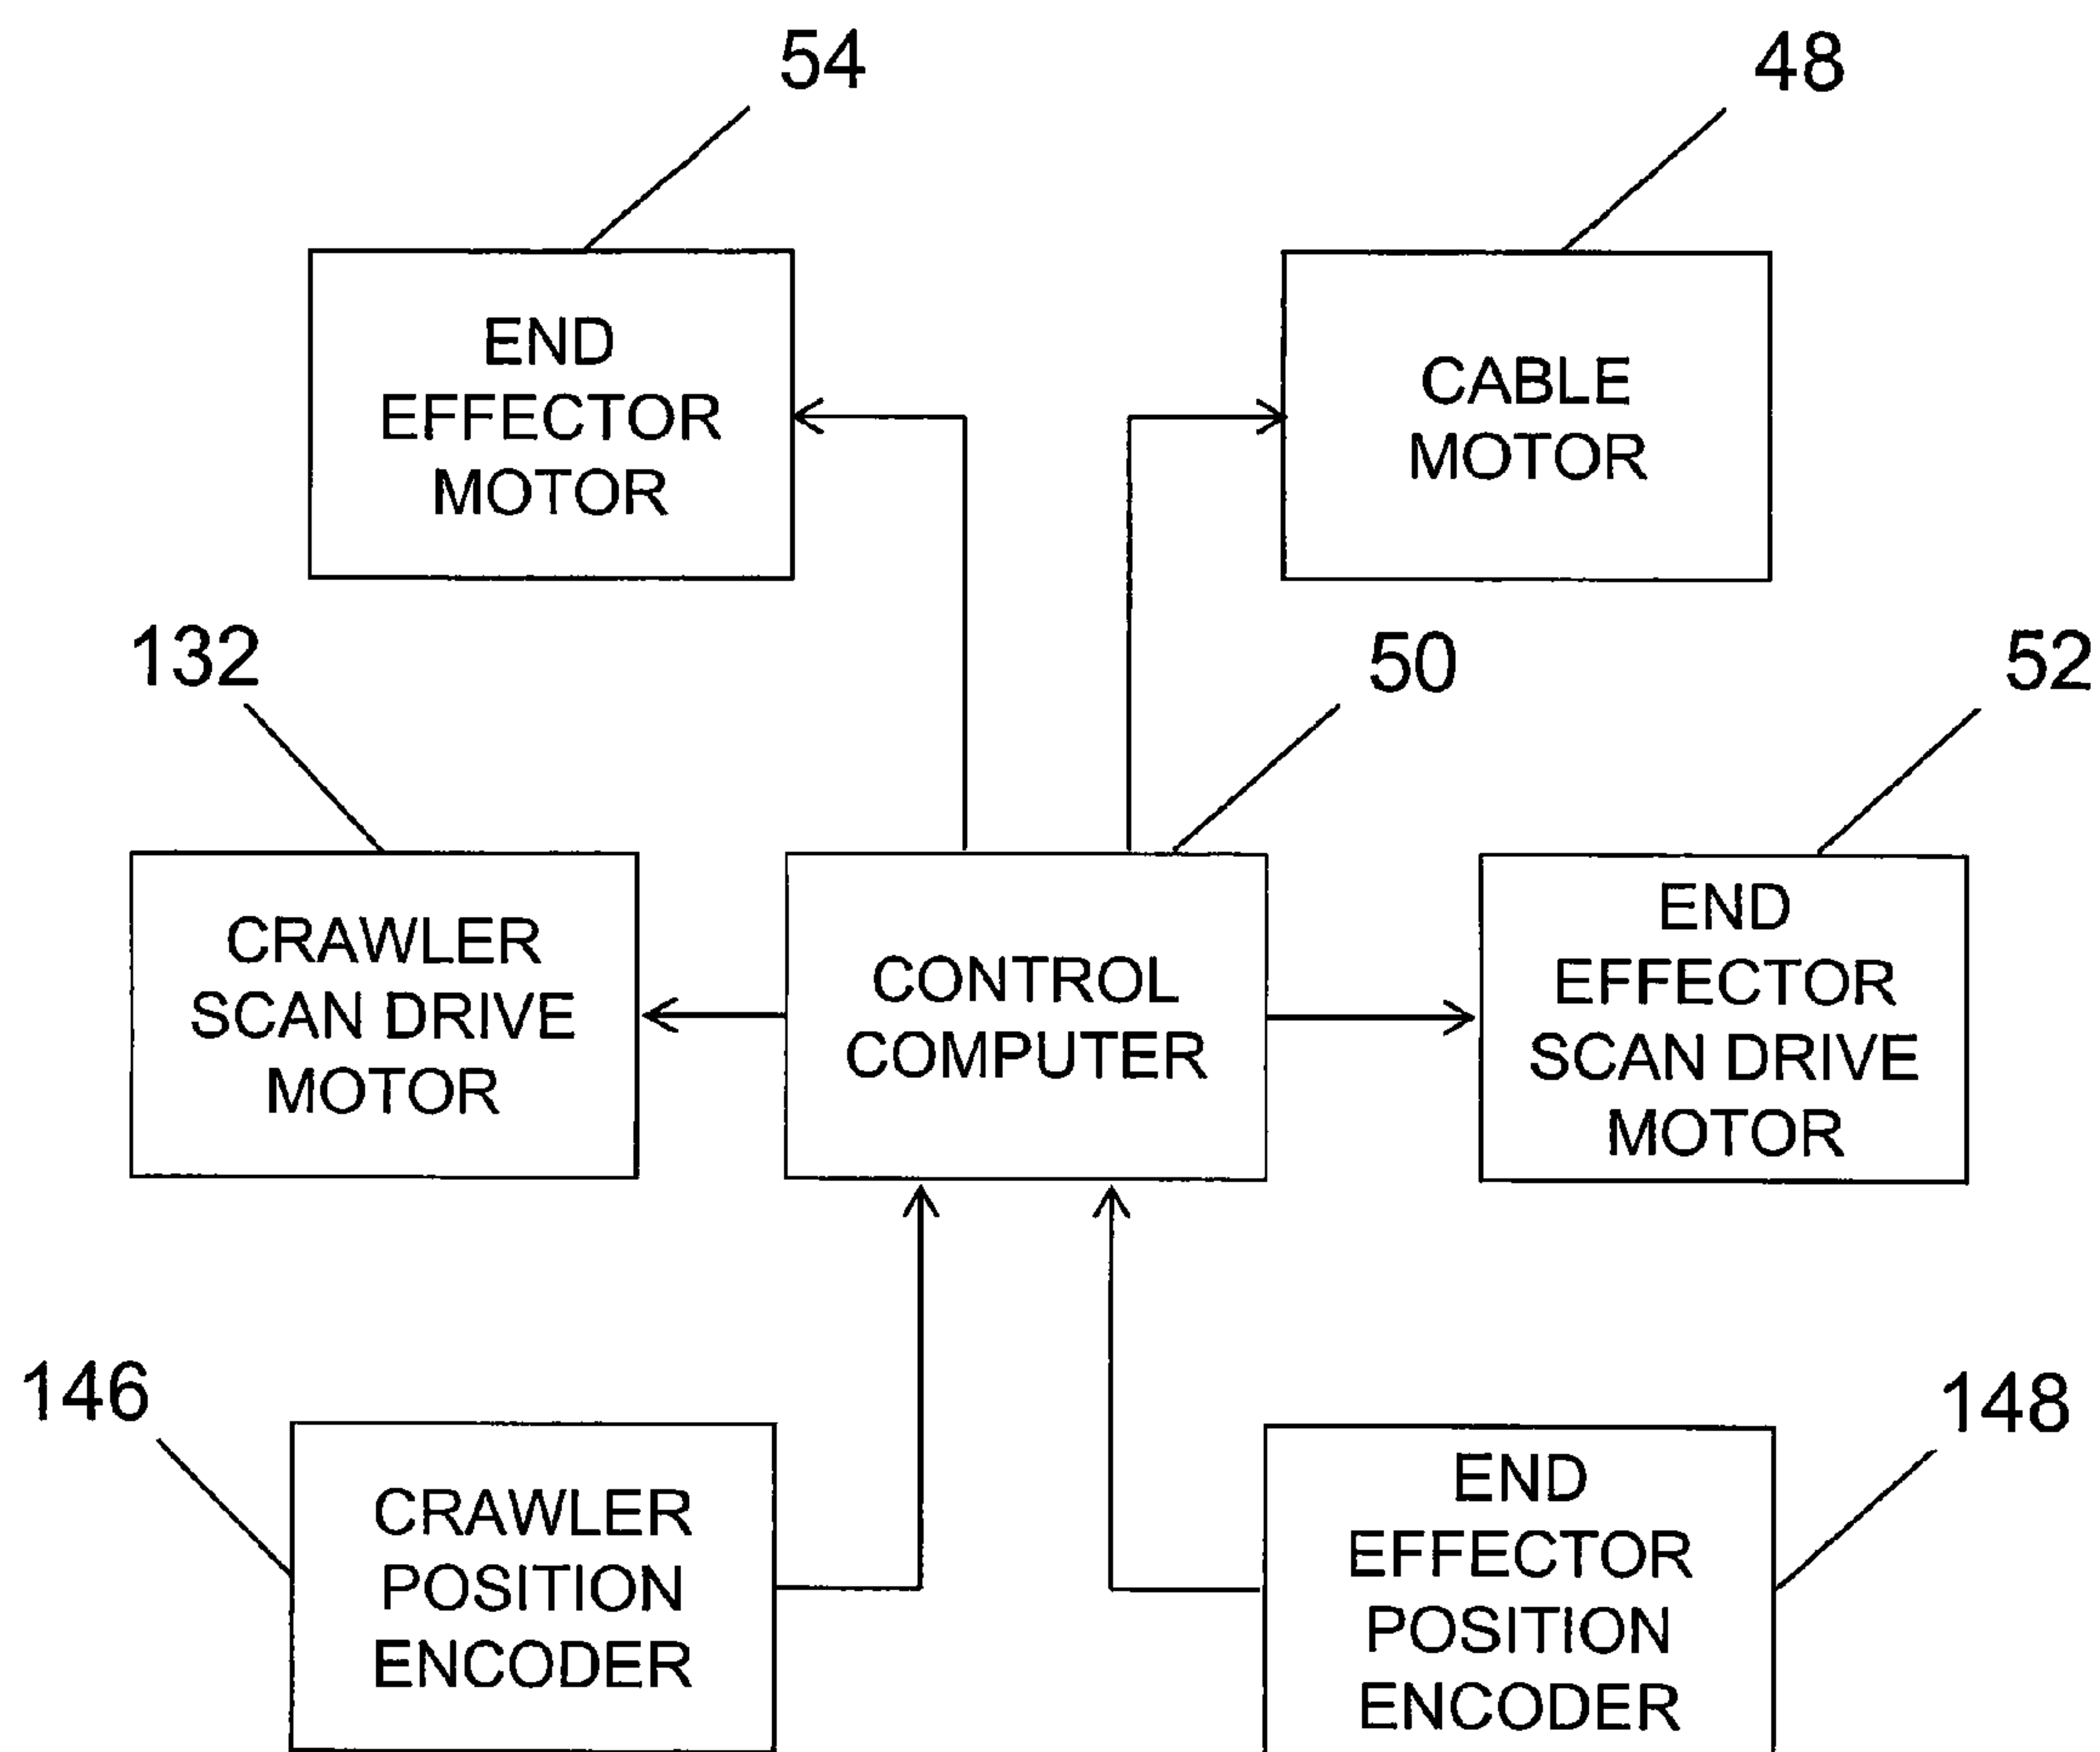 54
48
END
EFFECTOR
MOTOR
CABLE
MOTOR
132
50
52
CRAWLER
SCAN DRIVE
MOTOR
CONTROL
COMPUTER
END
EFFECTOR
SCAN DRIVE
MOTOR
146
148
CRAWLER
POSITION
ENCODER
END
EFFECTOR
POSITION
ENCODER